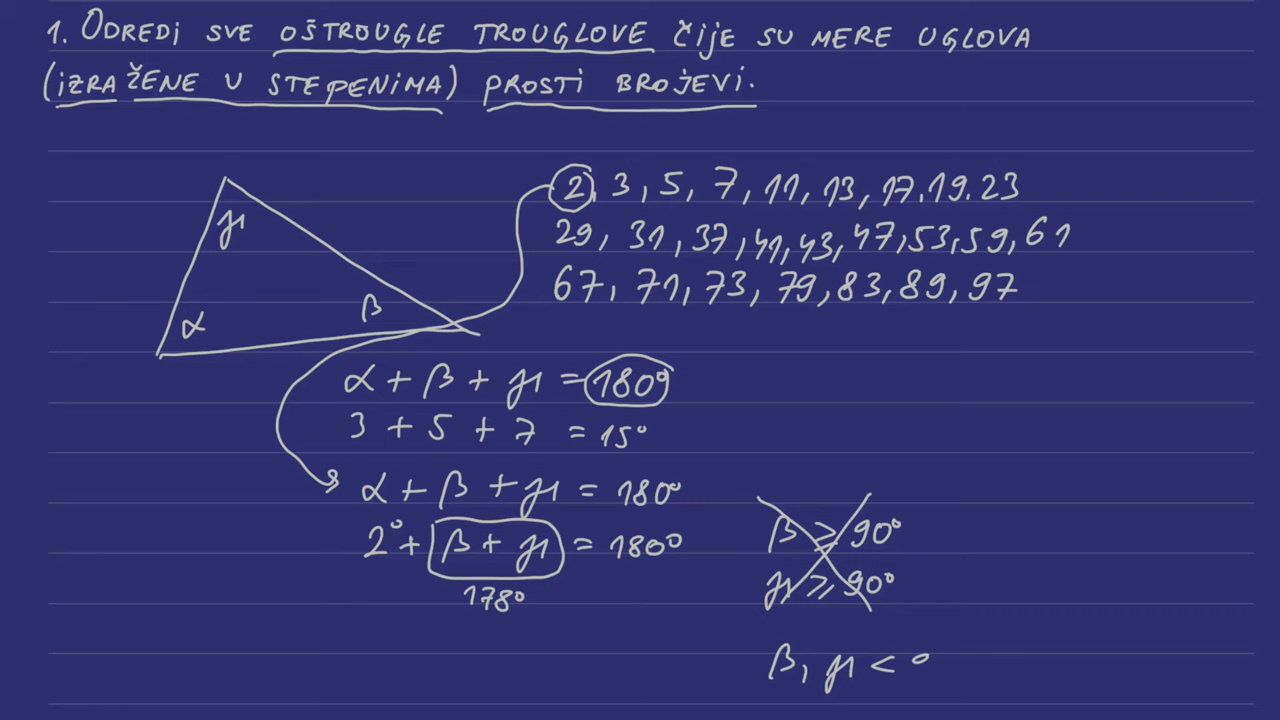 1. ODREDI SVE OŠTROUGLE TROUGLOVE ČIJE SU MERE UGLOVA
(IZRAŽENE U STEPENIMA) PROSTI BROJEVI.
2, 3, 5, 7, 11, 13, 17.19.23
29, 31, 37, 41, 43, 47, 53, 59, 61
67, 71, 73, 79, 83, 89, 97
γ
α
β
α + β + γ = 180°
3 + 5 + 7 = 15°
α + β + γ = 180°
2° + β + γ = 180°
178°
β ≥ 90°
γ ≥ 90°
β, γ < °